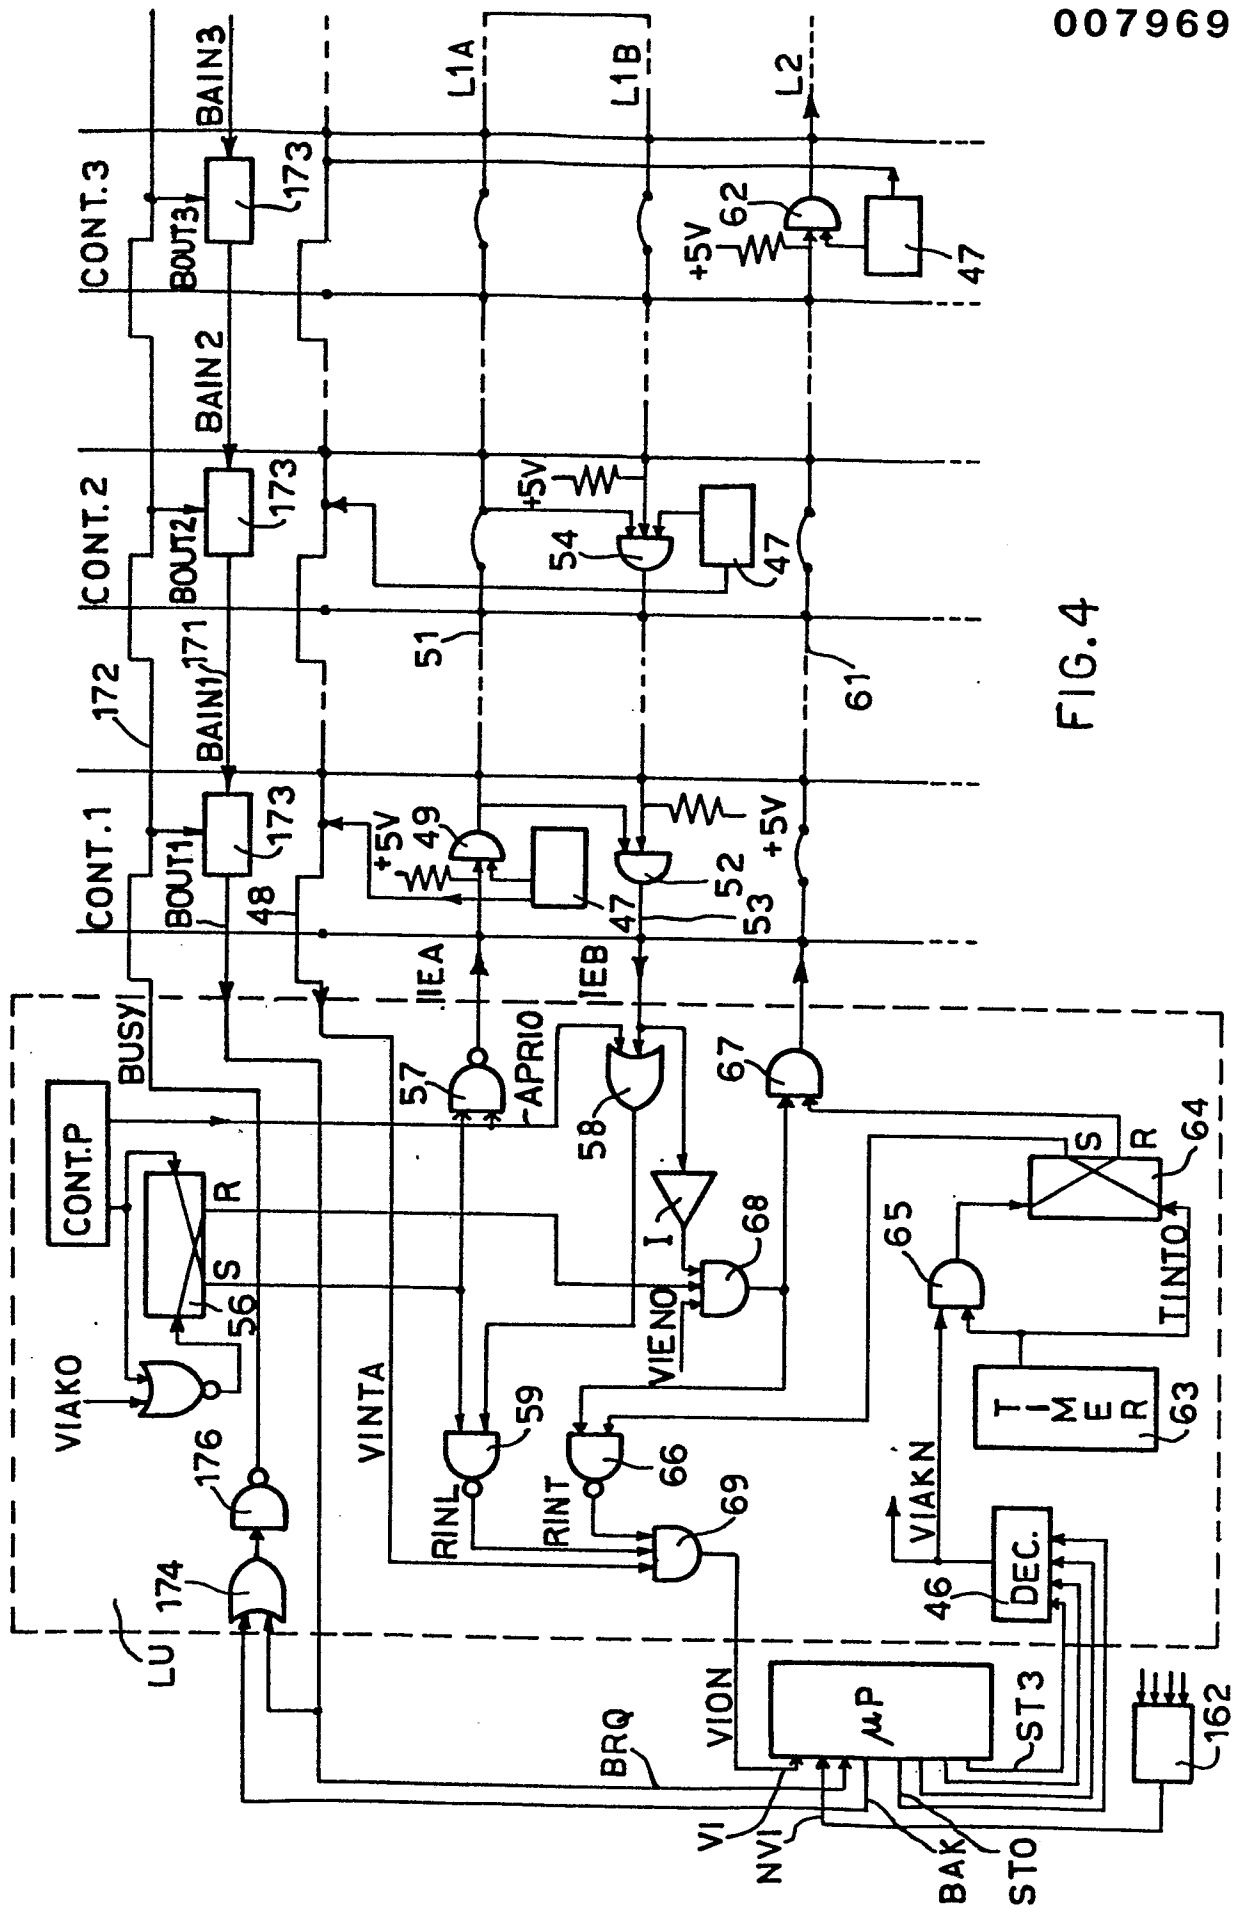 007969
CONT.1
CONT.2
CONT.3
172
BUSY1
BOUT1
BAIN1
171
BOUT2
BAIN2
BOUT3
BAIN3
173
173
173
48
CONT.P
VIAKO
56
S
R
176
174
LU
VINTA
IIEA
57
APRIO
+5V
49
47
51
L1A
IEB
58
I
53
52
+5V
54
+5V
47
L1B
59
RINL
VIENO
68
RINT
66
69
67
61
+5V
62
47
L2
S
R
64
65
TINTO
TIMER
63
VIAKN
46
DEC.
VION
BRQ
μP
VI
NVI
BAK
STO
ST3
162
FIG.4